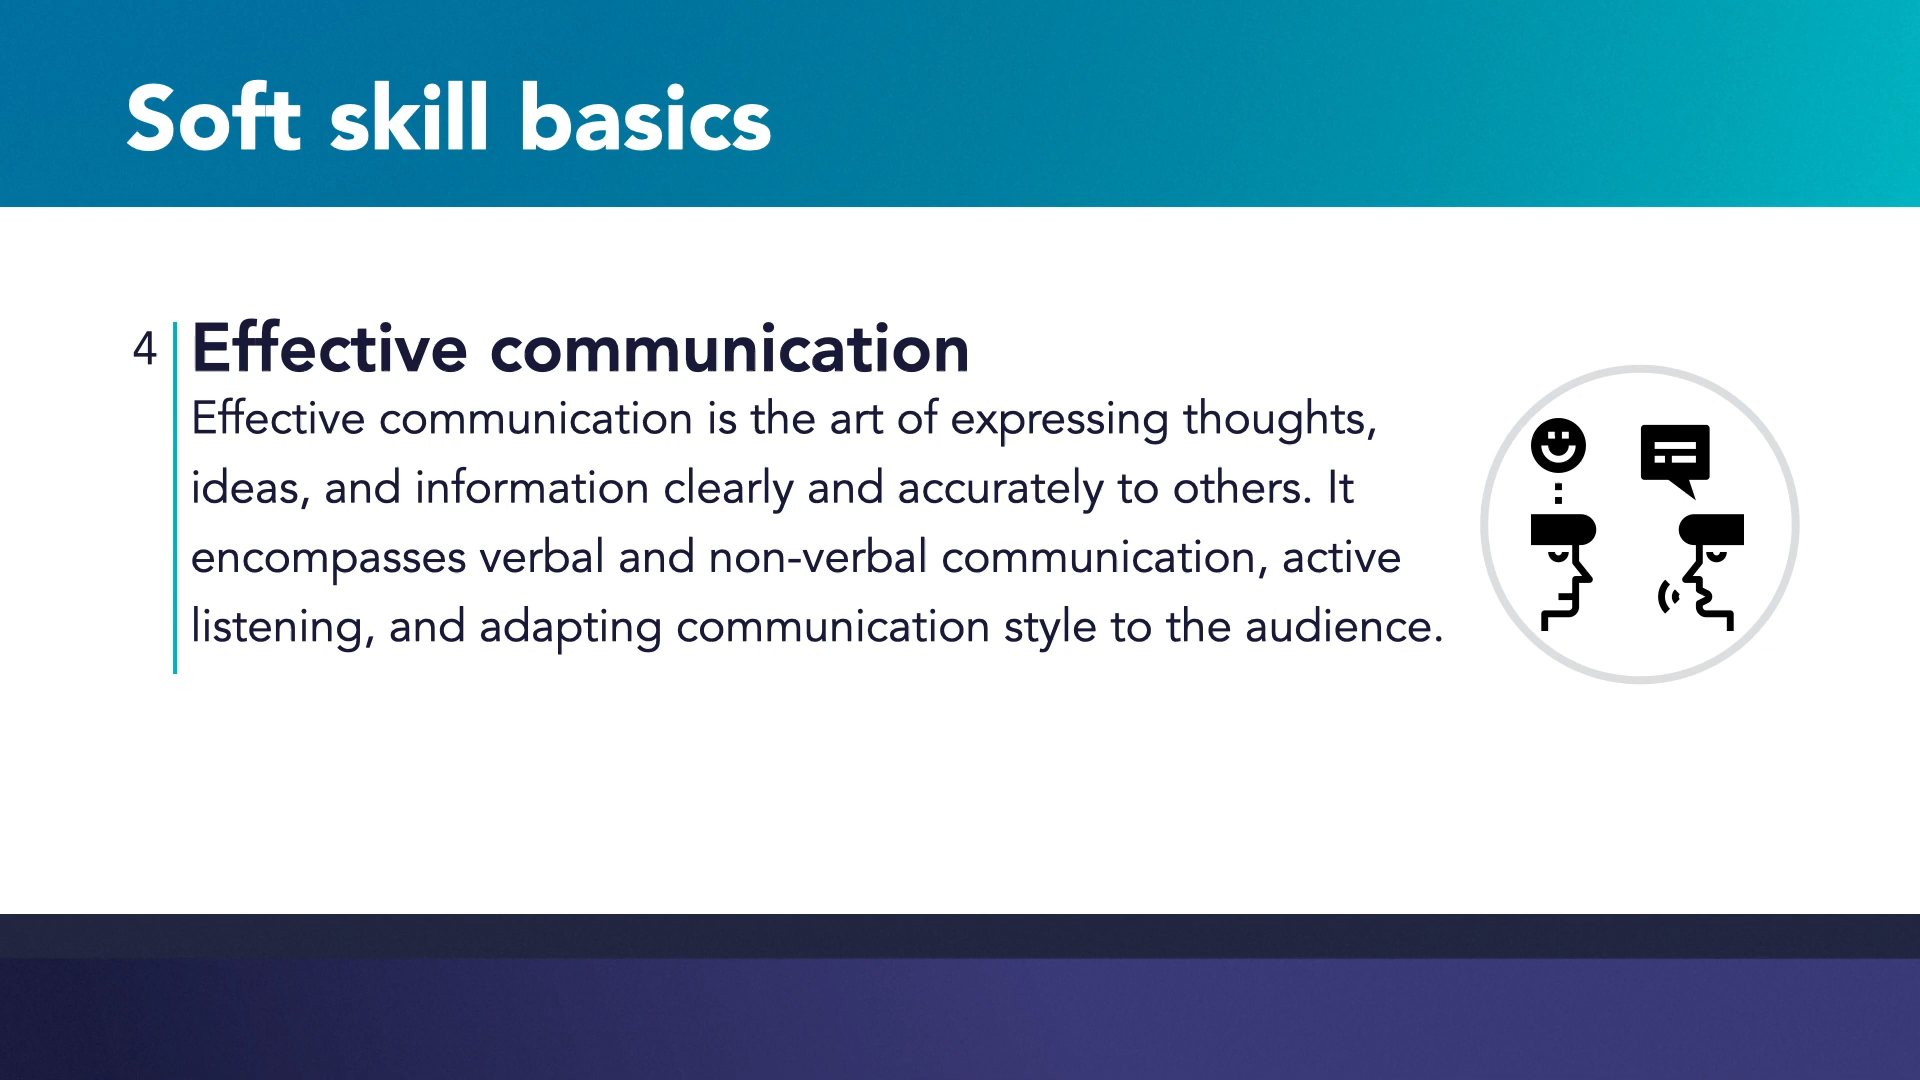 Soft skill basics
4
Effective communication
Effective communication is the art of expressing thoughts,
ideas, and information clearly and accurately to others. It
encompasses verbal and non-verbal communication, active
listening, and adapting communication style to the audience.